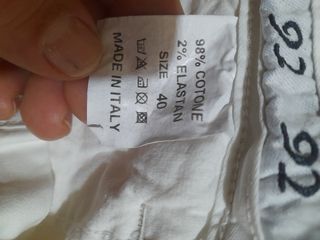 98% COTONE
2% ELASTAN
SIZE 40
MADE IN ITALY
92
92